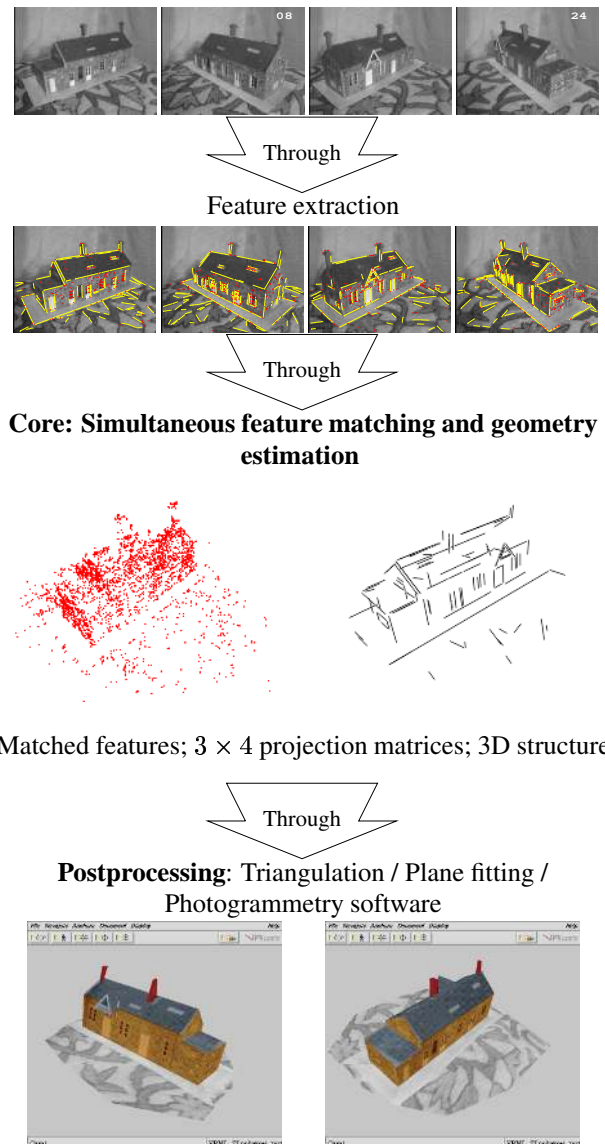 08
24
Through
Feature extraction
Through
Core: Simultaneous feature matching and geometry
estimation
Matched features; 3 × 4 projection matrices; 3D structure
Through
Postprocessing: Triangulation / Plane fitting /
Photogrammetry software